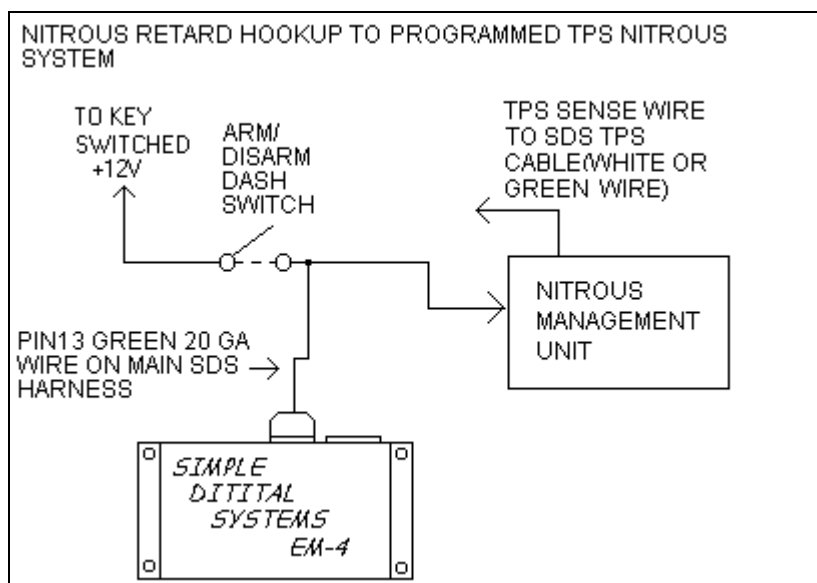 NITROUS RETARD HOOKUP TO PROGRAMMED TPS NITROUS
SYSTEM
TO KEY
SWITCHED
+12V
ARM/
DISARM
DASH
SWITCH
TPS SENSE WIRE
TO SDS TPS
CABLE(WHITE OR
GREEN WIRE)
NITROUS
MANAGEMENT
UNIT
PIN13 GREEN 20 GA
WIRE ON MAIN SDS
HARNESS
SIMPLE
DITITAL
SYSTEMS
EM-4